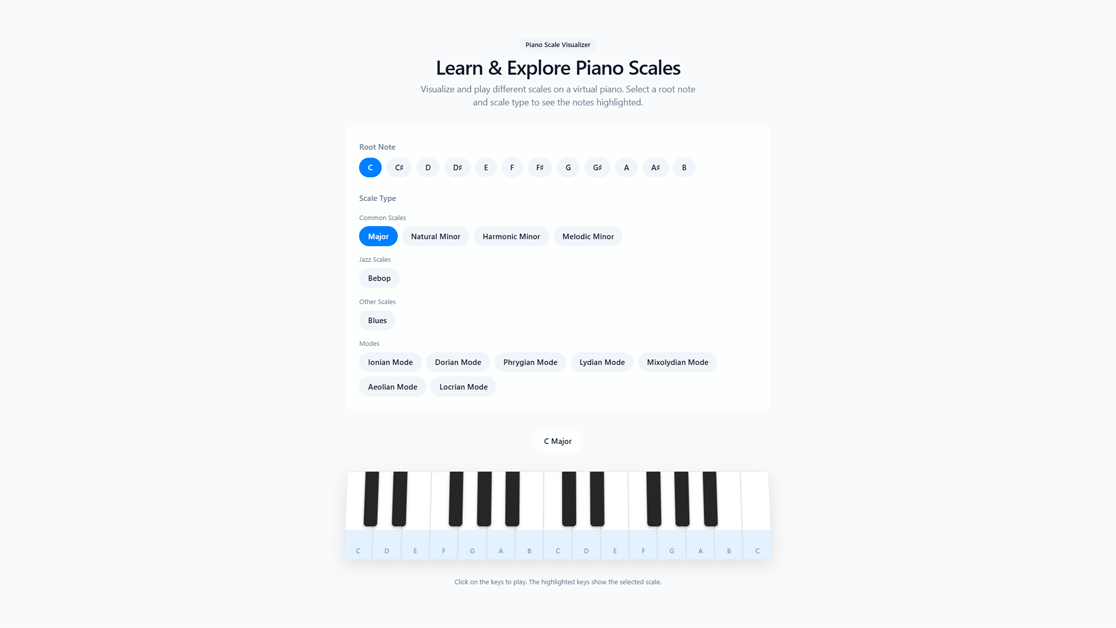 Piano Scale Visualizer
Learn & Explore Piano Scales
Visualize and play different scales on a virtual piano. Select a root note
and scale type to see the notes highlighted.
Root Note
C C♯ D D♯ E F F♯ G G♯ A A♯ B
Scale Type
Common Scales
Major Natural Minor Harmonic Minor Melodic Minor
Jazz Scales
Bebop
Other Scales
Blues
Modes
Ionian Mode Dorian Mode Phrygian Mode Lydian Mode Mixolydian Mode
Aeolian Mode Locrian Mode
C Major
C D E F G A B C D E F G A B C
Click on the keys to play. The highlighted keys show the selected scale.